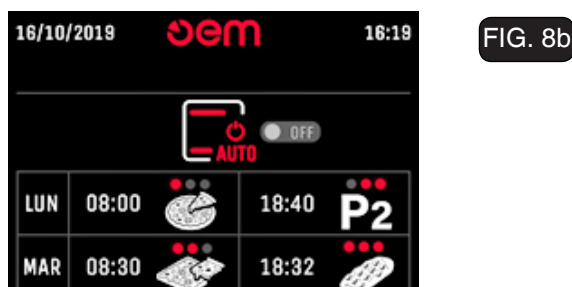 16/10/2019 oem 16:19
FIG. 8b
AUTO OFF
LUN 08:00 18:40 P2
MAR 08:30 18:32